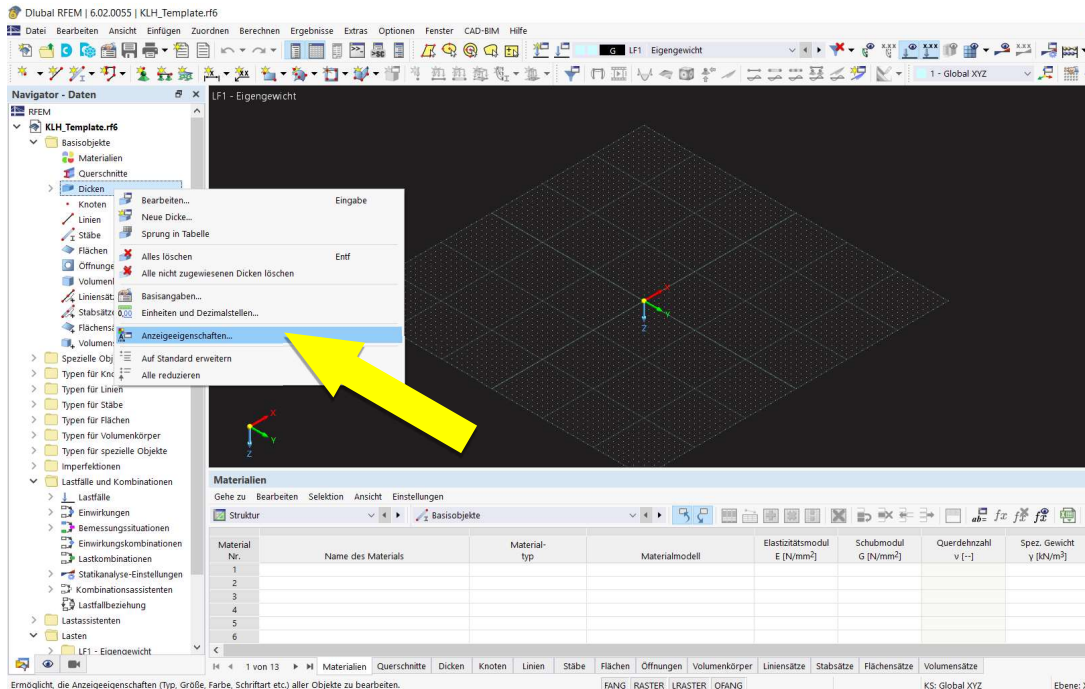 Dlubal RFEM | 6.02.0055 | KLH_Template.rf6
Datei Bearbeiten Ansicht Einfügen Zuordnen Berechnen Ergebnisse Extras Optionen Fenster CAD-BIM Hilfe
G LF1 Eigengewicht
1 - Global XYZ
Navigator - Daten
RFEM
KLH_Template.rf6
Basisobjekte
Materialien
Querschnitte
Dicken
Knoten
Linien
Stäbe
Flächen
Öffnunge
Volumenk
Liniensät
Stabsätze
Flächensä
Volumens
Spezielle Obj
Typen für Kno
Typen für Linien
Typen für Stäbe
Typen für Flächen
Typen für Volumenkörper
Typen für spezielle Objekte
Imperfektionen
Lastfälle und Kombinationen
Lastfälle
Einwirkungen
Bemessungssituationen
Einwirkungskombinationen
Lastkombinationen
Statikanalyse-Einstellungen
Kombinationsassistenten
Lastfallbeziehung
Lastassistenten
Lasten
LF1 - Eigengewicht
Bearbeiten... Eingabe
Neue Dicke...
Sprung in Tabelle
Alles löschen Entf
Alle nicht zugewiesenen Dicken löschen
Basisangaben...
Einheiten und Dezimalstellen...
Anzeigeeigenschaften...
Auf Standard erweitern
Alle reduzieren
LF1 - Eigengewicht
X
Y
Z
X
Y
Z
Materialien
Gehe zu Bearbeiten Selektion Ansicht Einstellungen
Struktur Basisobjekte
Material Nr.
Name des Materials
Material-typ
Materialmodell
Elastizitätsmodul E [N/mm²]
Schubmodul G [N/mm²]
Querdehnzahl ν [--]
Spez. Gewicht γ [kN/m³]
1
2
3
4
5
6
1 von 13 Materialien Querschnitte Dicken Knoten Linien Stäbe Flächen Öffnungen Volumenkörper Liniensätze Stabsätze Flächensätze Volumensätze
Ermöglicht, die Anzeigeeigenschaften (Typ, Größe, Farbe, Schriftart etc.) aller Objekte zu bearbeiten.
FANG RASTER LRASTER OFANG KS: Global XYZ Ebene: X